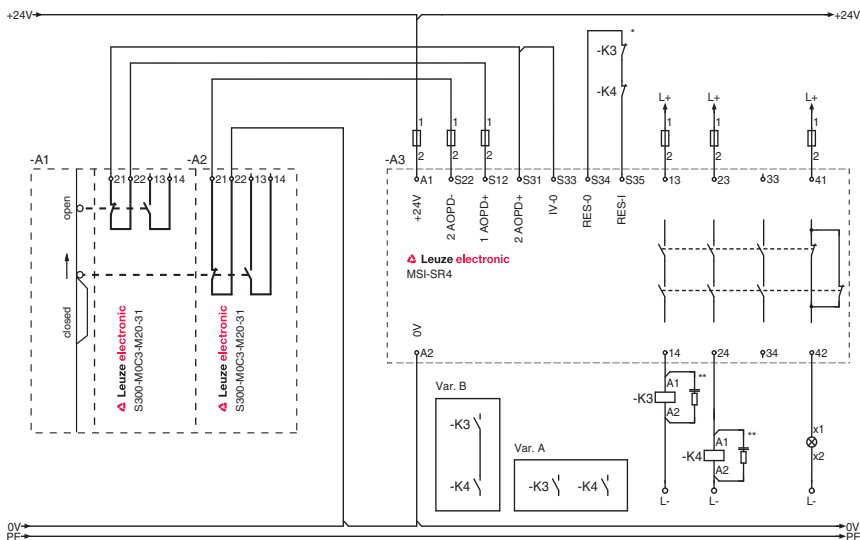 +24V +24V
-K3 *
-K4
L+ L+ L+
1 1 1 1 1 1
2 2 2 2 2 2
-A1 -A2 -A3
21 22 13 14 21 22 13 14
A1 S22 S12 S31 S33 S34 S35 13 23 33 41
+24V
2 AOPD-
1 AOPD+
2 AOPD+
IV-0
RES-0
RES-I
open
closed
Leuze electronic
MSI-SR4
Leuze electronic
S300-M0C3-M20-31
Leuze electronic
S300-M0C3-M20-31
0V
A2 14 24 34 42
Var. B
-K3
-K4
Var. A
-K3 -K4
-K3 A1 **
A2
-K4 A1 **
A2
x1
x2
L- L- L-
0V 0V
PE PE